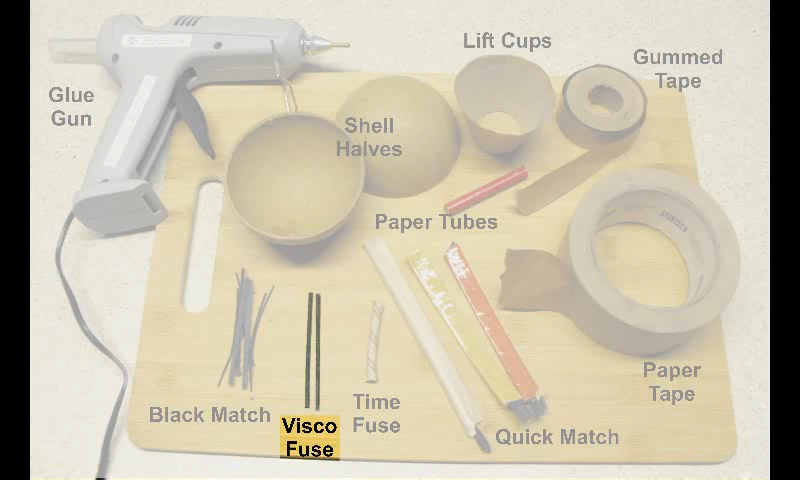 Lift Cups
Gummed
Tape
Glue
Gun
Shell
Halves
Paper Tubes
Paper
Tape
Black Match
Visco
Fuse
Time
Fuse
Quick Match